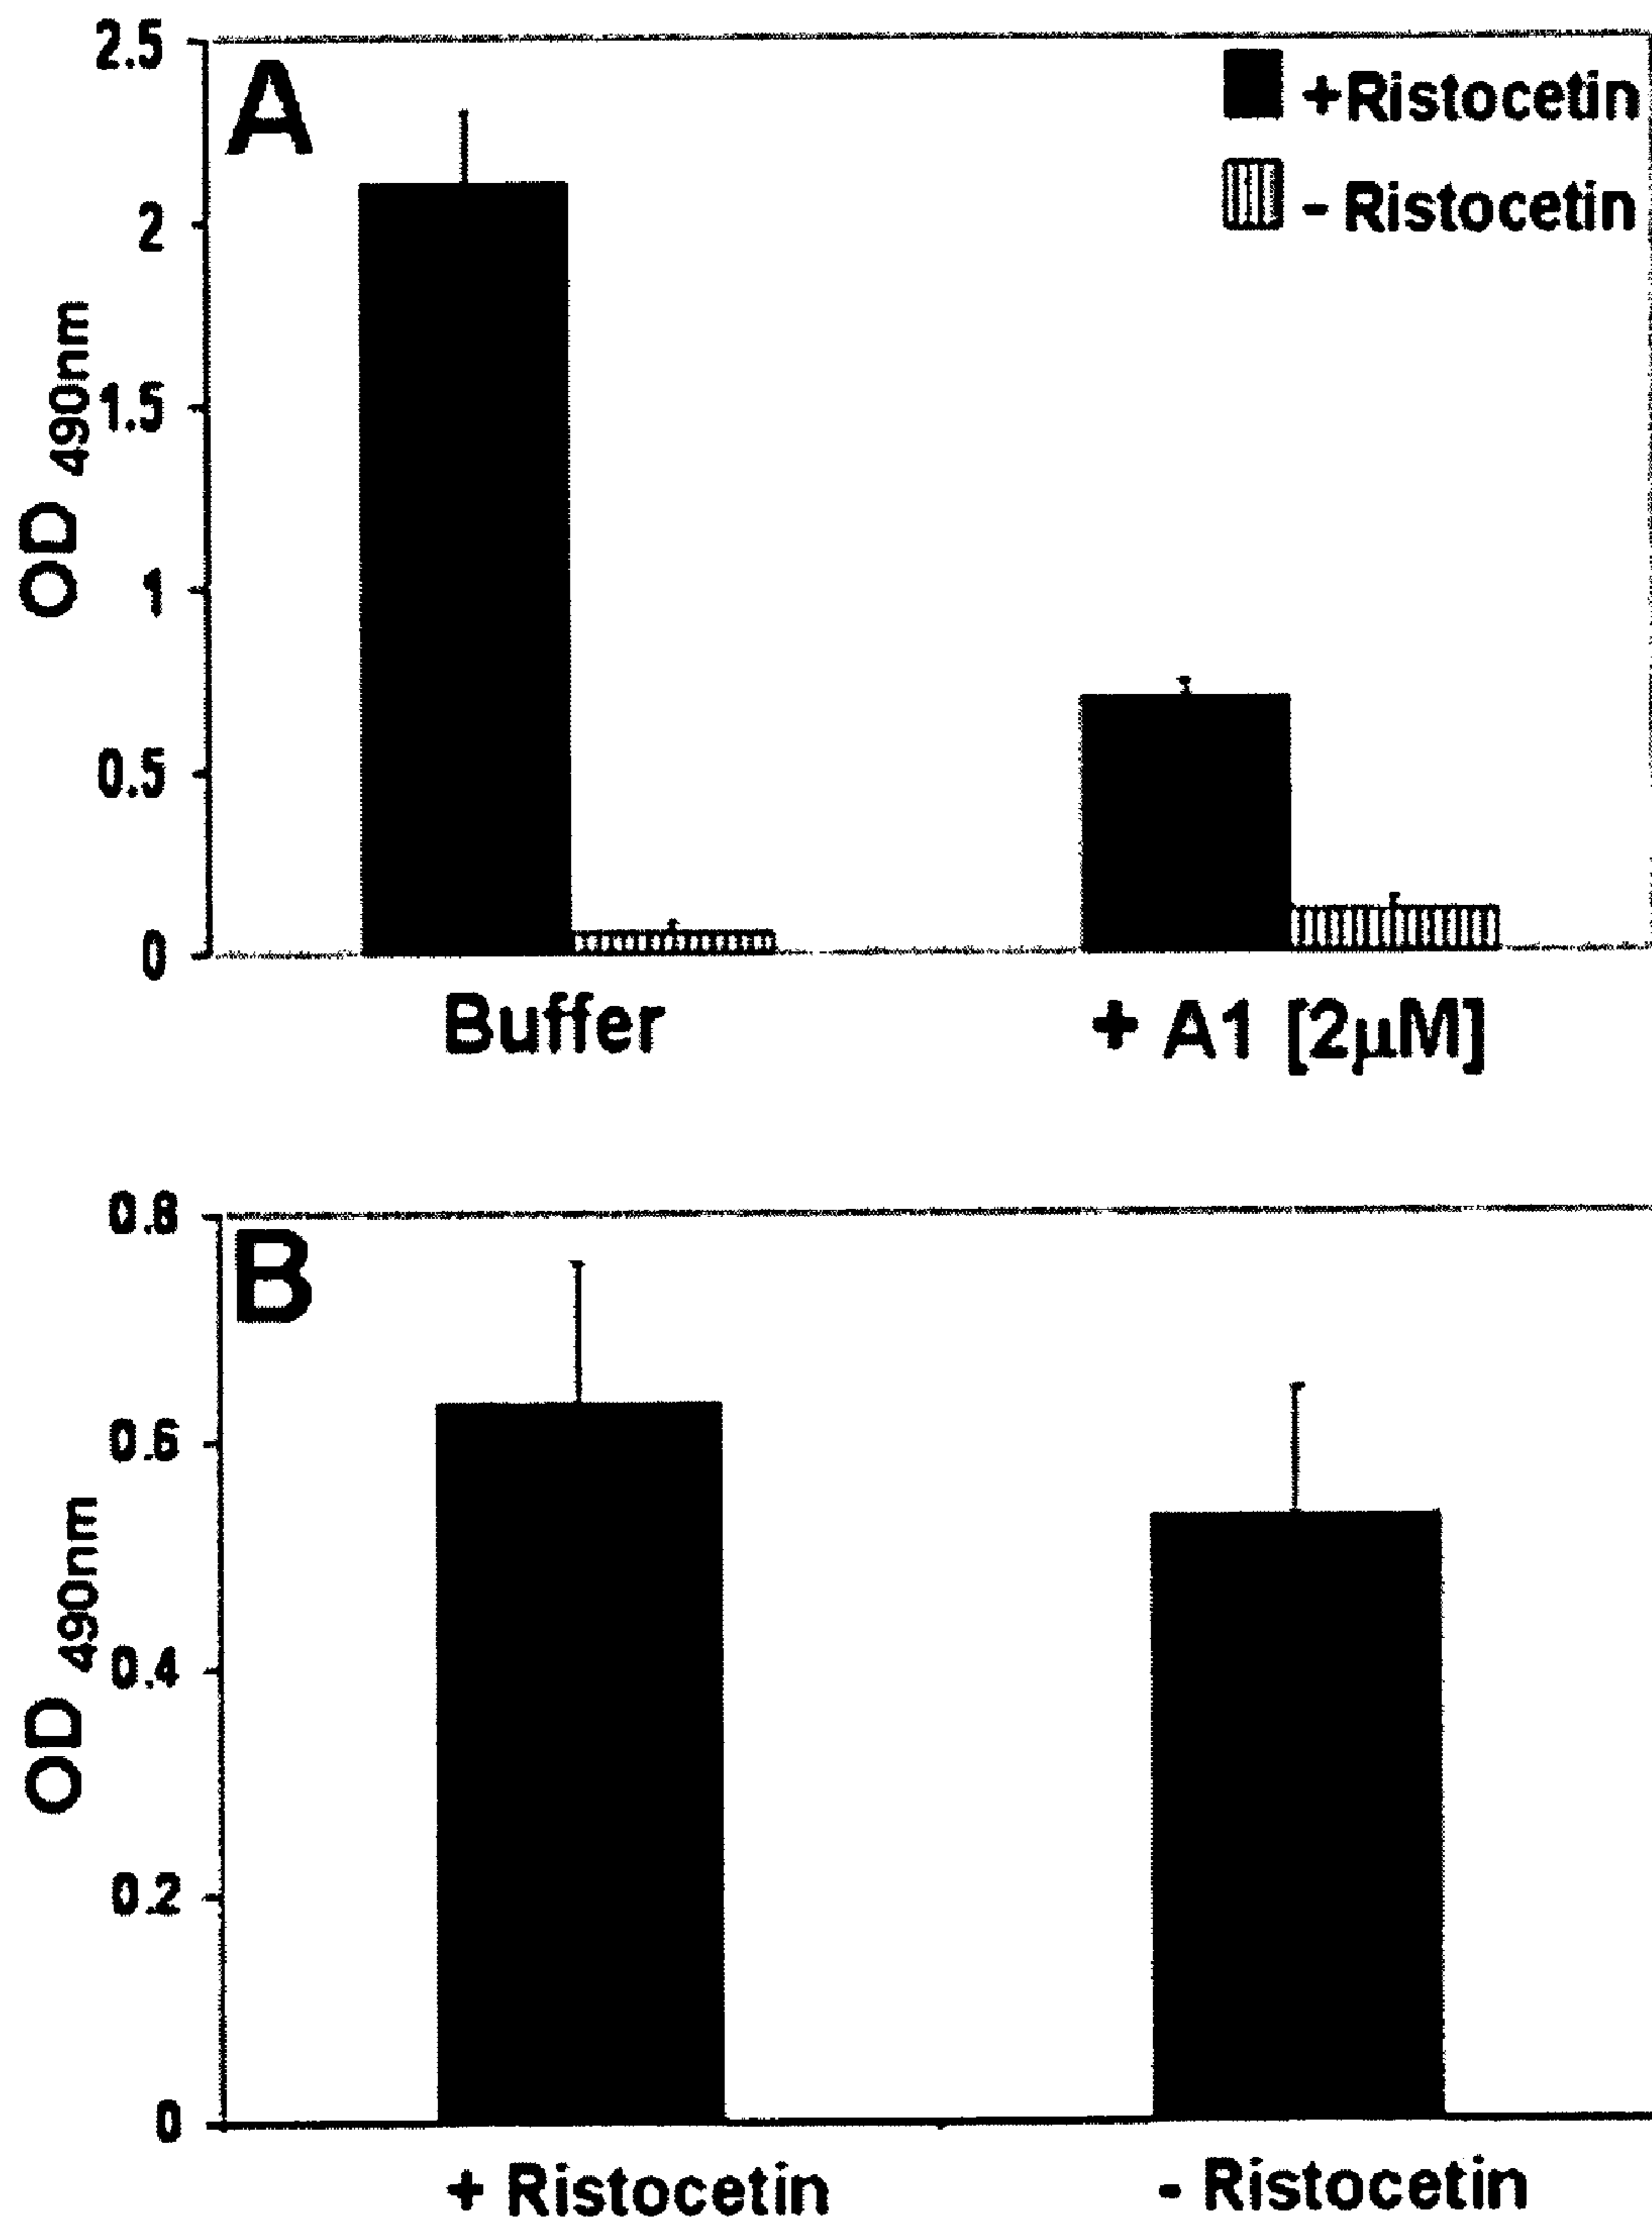 A
+Ristocetin
- Ristocetin
2.5
2
1.5
1
0.5
0
OD 490nm
Buffer
+ A1 [2µM]
B
0.8
0.6
0.4
0.2
0
OD 490nm
+ Ristocetin
- Ristocetin